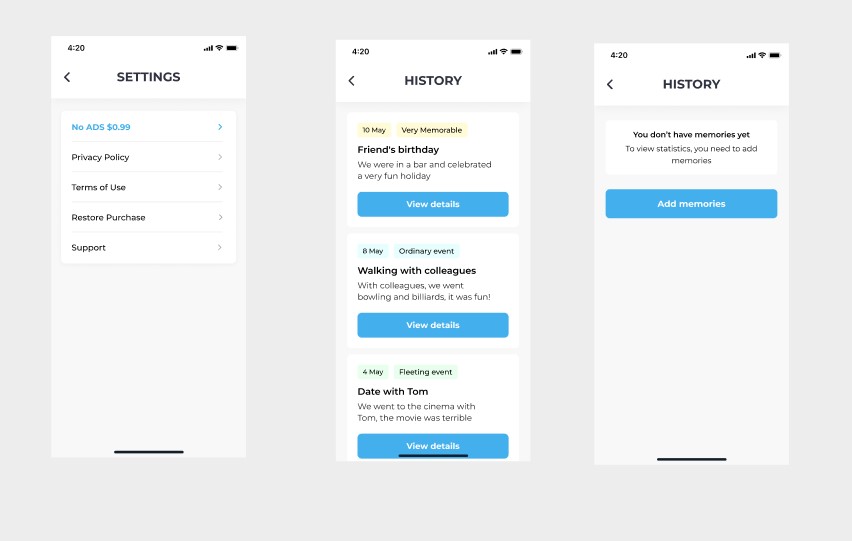 4:20
SETTINGS
No ADS $0.99
Privacy Policy
Terms of Use
Restore Purchase
Support
4:20
HISTORY
10 May Very Memorable
Friend's birthday
We were in a bar and celebrated
a very fun holiday
View details
8 May Ordinary event
Walking with colleagues
With colleagues, we went
bowling and billiards, it was fun!
View details
4 May Fleeting event
Date with Tom
We went to the cinema with
Tom, the movie was terrible
View details
4:20
HISTORY
You don't have memories yet
To view statistics, you need to add
memories
Add memories